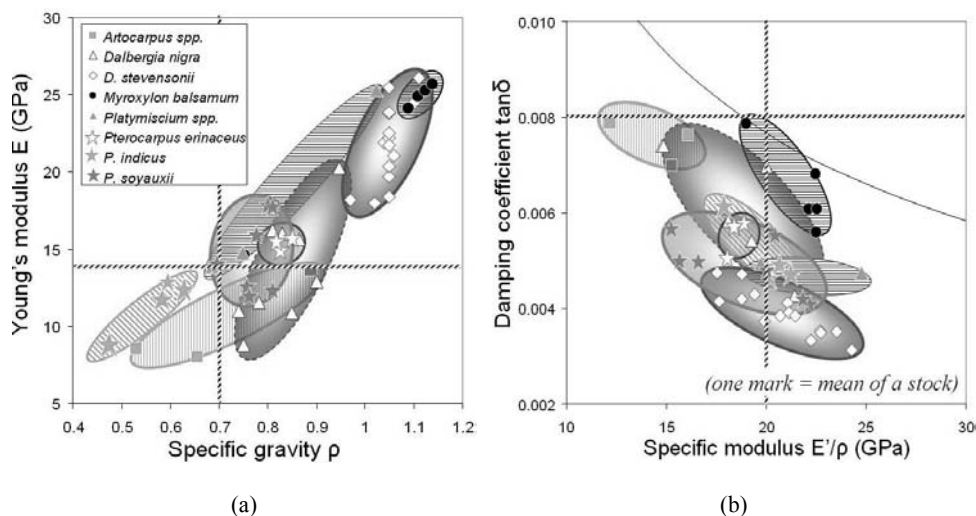 30
25
20
15
10
5
0.4 0.5 0.6 0.7 0.8 0.9 1 1.1 1.2
Young's modulus E (GPa)
Specific gravity ρ
Artocarpus spp.
Dalbergia nigra
D. stevensonii
Myroxylon balsamum
Platymiscium spp.
Pterocarpus erinaceus
P. indicus
P. soyauxii
(a)
0.010
0.008
0.006
0.004
0.002
10 15 20 25 30
Damping coefficient tanδ
Specific modulus E'/ρ (GPa)
(one mark = mean of a stock)
(b)